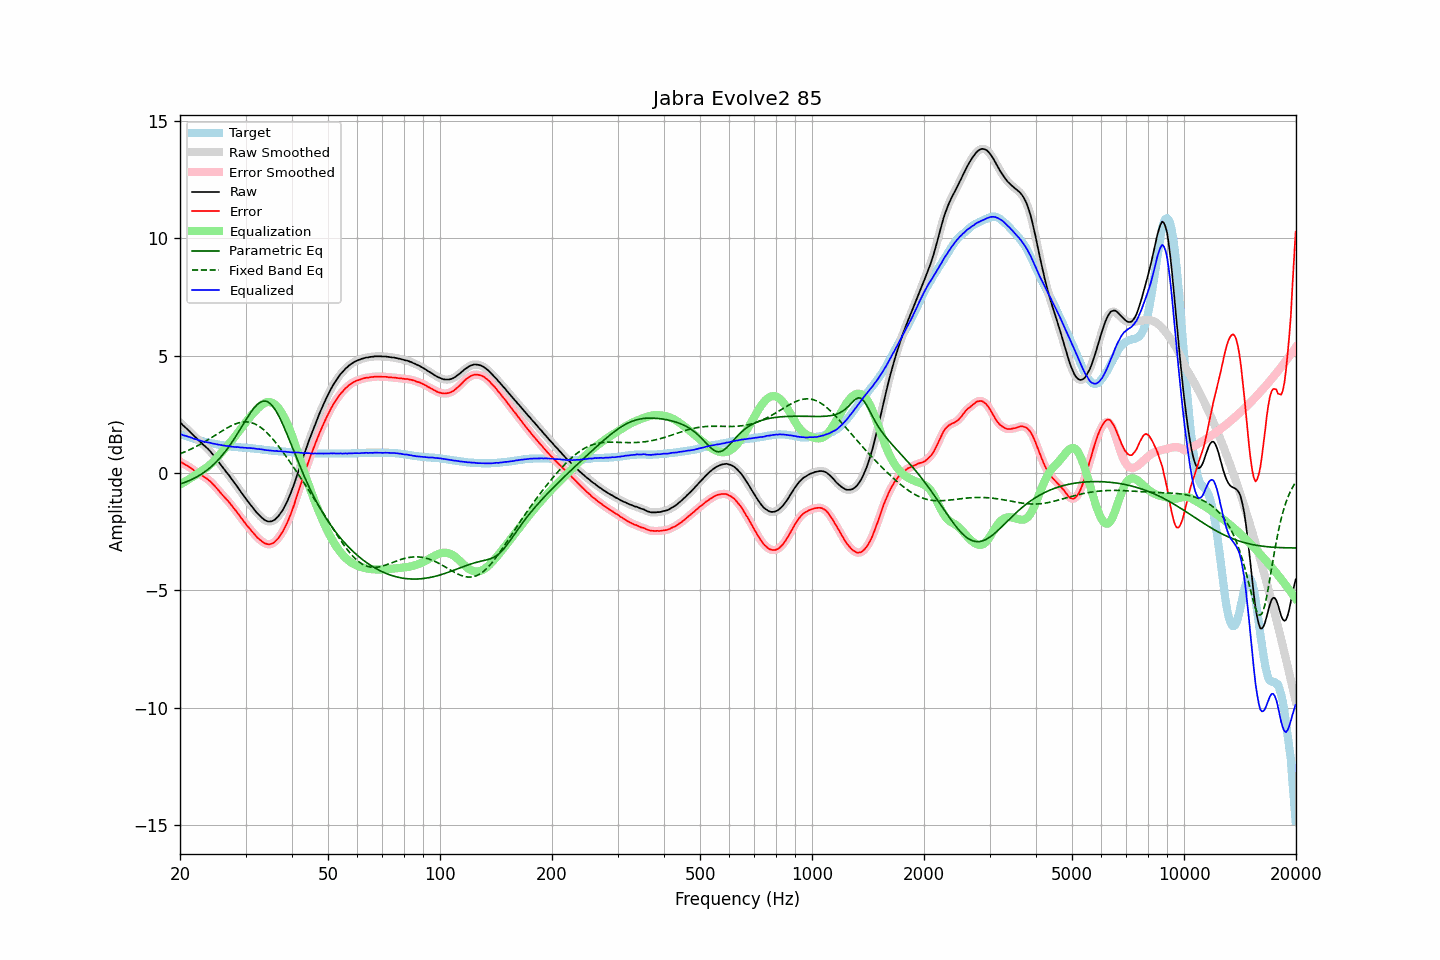 Jabra Evolve2 85
15
10
5
0
−5
−10
−15
Amplitude (dBr)
Target
Raw Smoothed
Error Smoothed
Raw
Error
Equalization
Parametric Eq
Fixed Band Eq
Equalized
20
50
100
200
500
1000
2000
5000
10000
20000
Frequency (Hz)